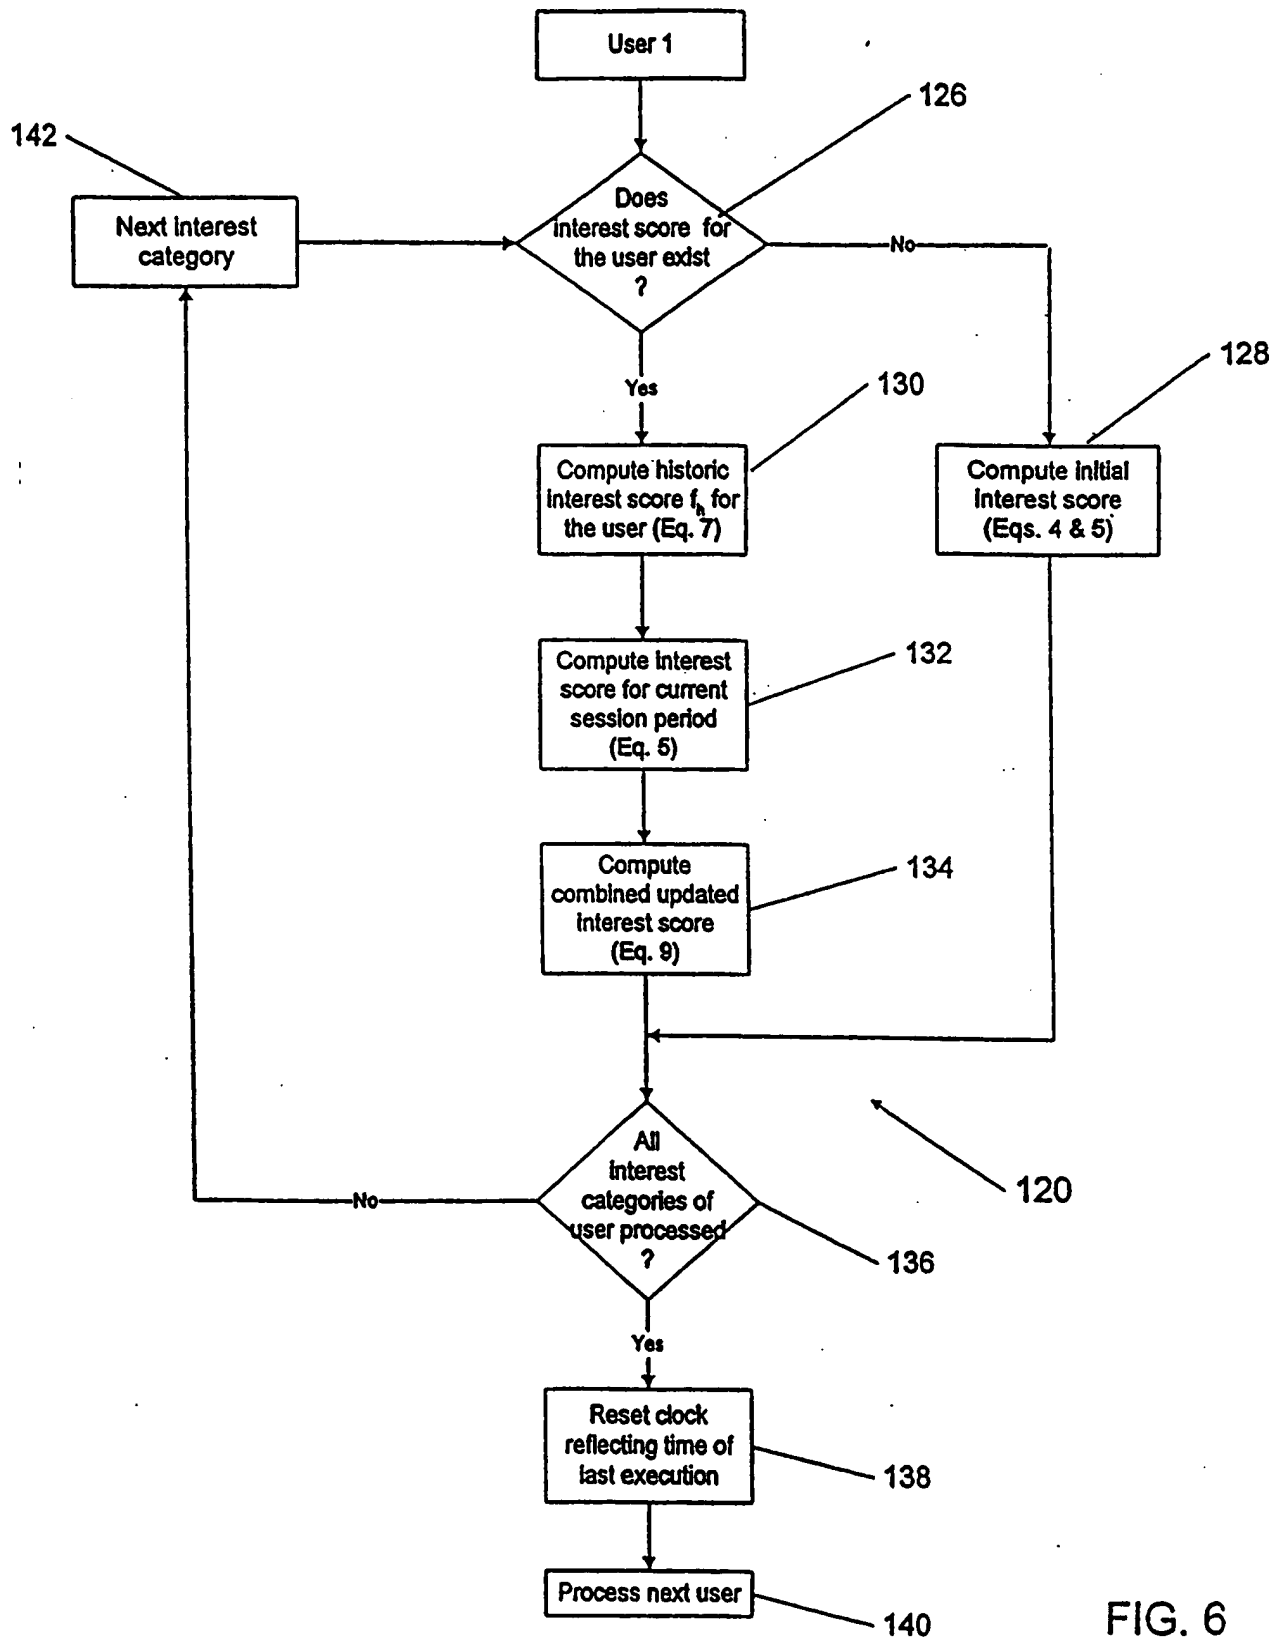 User 1
126
142
Does
interest score for
the user exist
?
Next interest
category
No
Yes
130
128
Compute historic
interest score fh for
the user (Eq. 7)
Compute initial
interest score
(Eqs. 4 & 5)
132
Compute interest
score for current
session period
(Eq. 5)
134
Compute
combined updated
interest score
(Eq. 9)
All
interest
categories of
user processed
?
No
120
136
Yes
Reset clock
reflecting time of
last execution
138
Process next user
140
FIG. 6